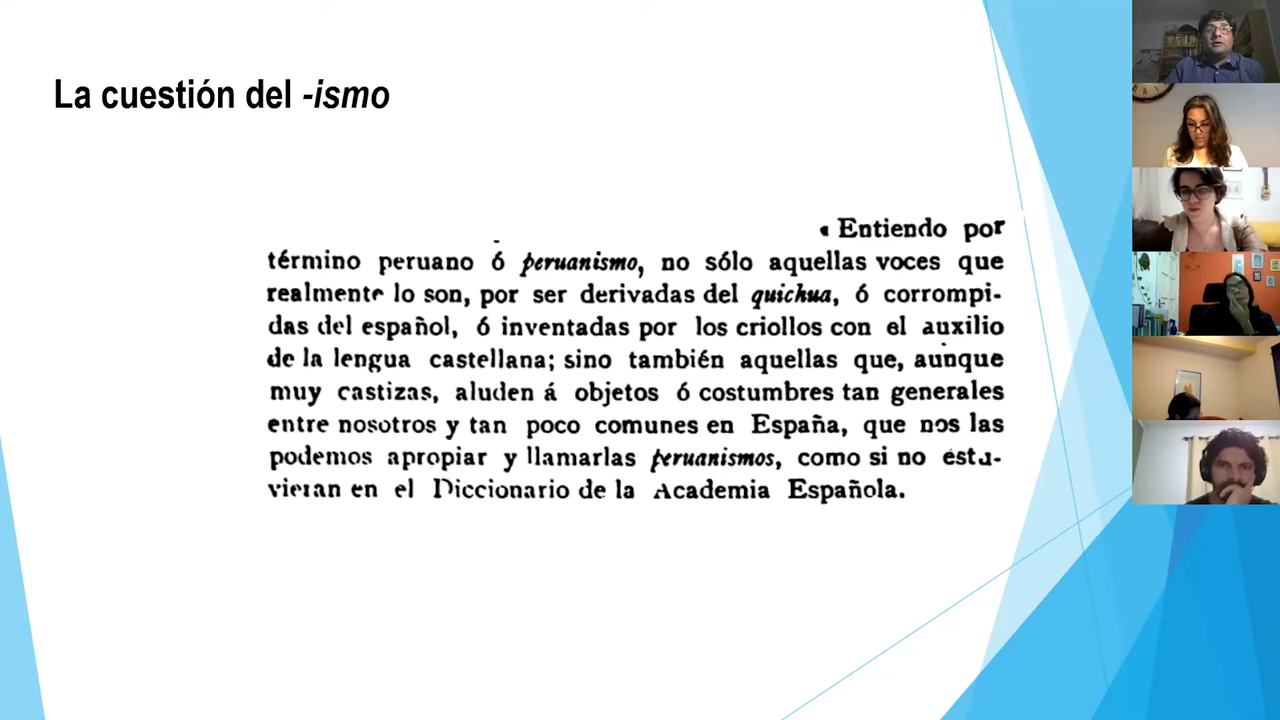 La cuestión del -ismo
« Entiendo por
término peruano ó peruanismo, no sólo aquellas voces que
realmente lo son, por ser derivadas del quichua, ó corrompi-
das del español, ó inventadas por los criollos con el auxilio
de la lengua castellana; sino también aquellas que, aunque
muy castizas, aluden á objetos ó costumbres tan generales
entre nosotros y tan poco comunes en España, que nos las
podemos apropiar y llamarlas peruanismos, como si no estu-
vieran en el Diccionario de la Academia Española.